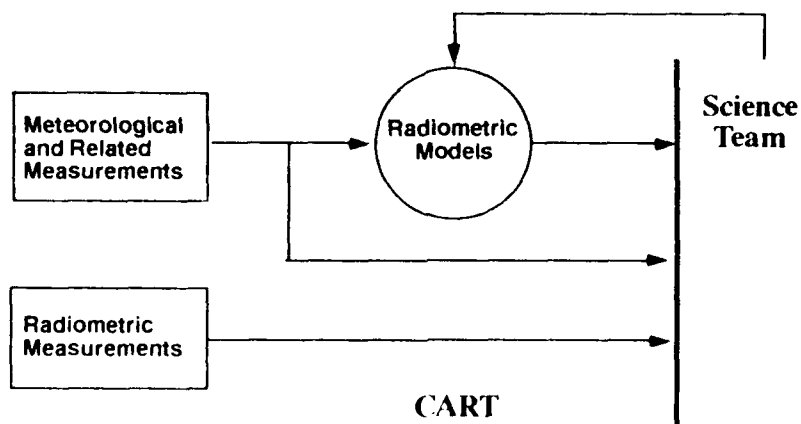 Meteorological
and Related
Measurements
Radiometric
Models
Science
Team
Radiometric
Measurements
CART